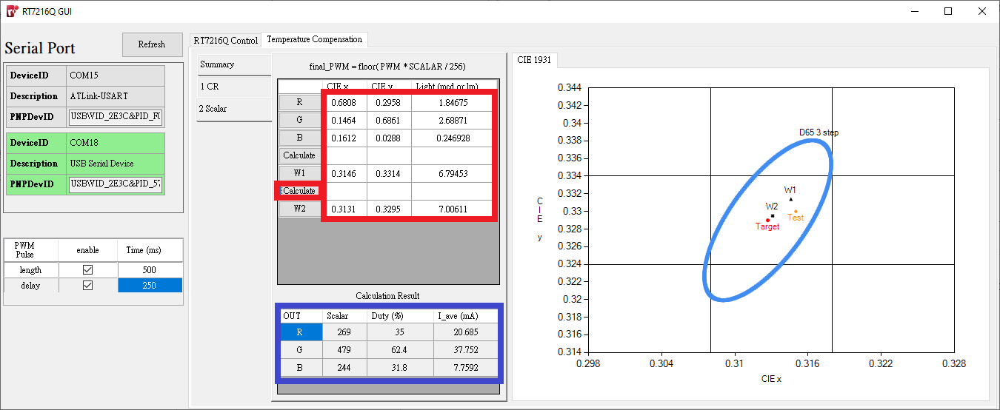 RT7216Q GUI
Serial Port
Refresh
DeviceID COM15
Description ATLink-USART
PNPDevID USB\VID_2E3C&PID_F0
DeviceID COM18
Description USB Serial Device
PNPDevID USB\VID_2E3C&PID_57
PWM Pulse enable Time (ms)
length 500
delay 250
RT7216Q Control Temperature Compensation
Summary
1 CR
2 Scalar
final_PWM = floor( PWM * SCALAR / 256)
CIE x CIE y Light (mcd or lm)
R 0.6808 0.2958 1.84675
G 0.1464 0.6861 2.68871
B 0.1612 0.0288 0.246928
Calculate
W1 0.3146 0.3314 6.79453
Calculate
W2 0.3131 0.3295 7.00611
Calculation Result
OUT Scalar Duty (%) I_ave (mA)
R 269 35 20.685
G 479 62.4 37.752
B 244 31.8 7.7592
CIE 1931
0.344
0.34
0.338
0.336
0.334
0.332
0.33
0.328
0.326
0.324
0.322
0.32
0.318
0.316
0.314
CIE y
D65 3 step
W1
W2
Test
Target
0.298 0.304 0.31 0.316 0.322 0.328
CIE x